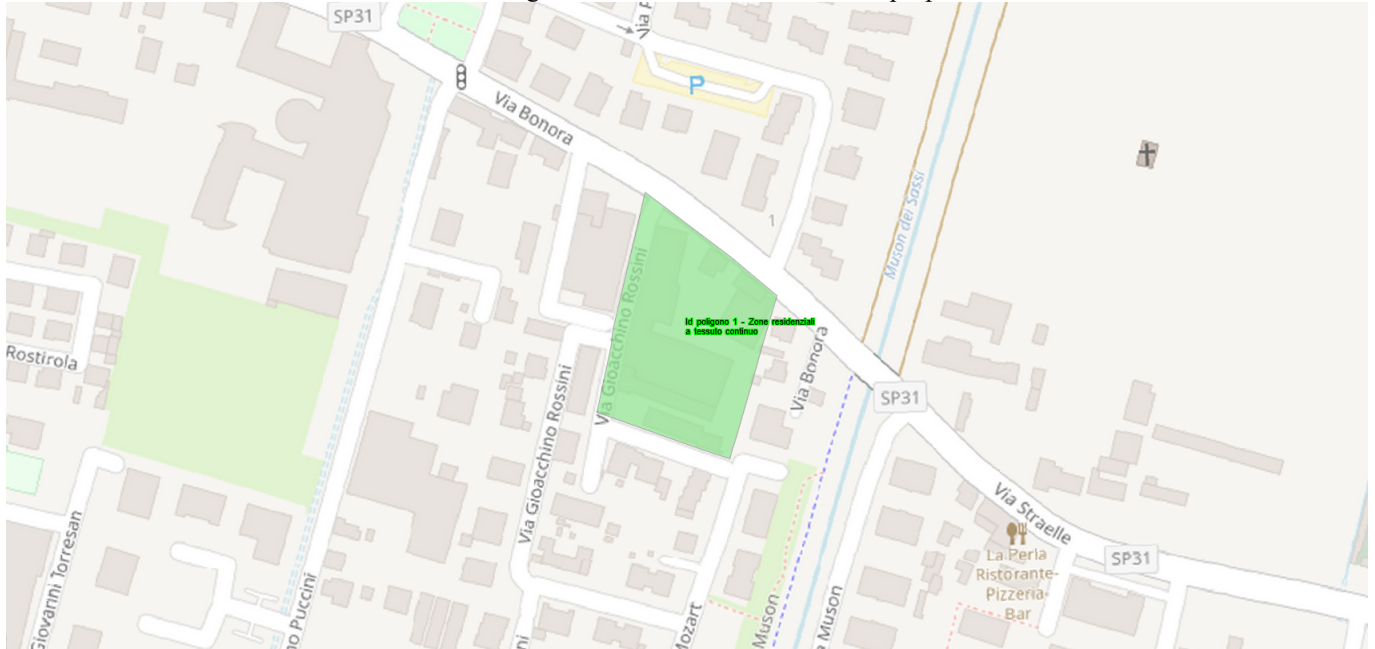 SP31
Via Bonora
P
1
Muson dei Sassi
Via Gioacchino Rossini
Id poligono 1 - Zone residenziali
a tessuto continuo
Rostirola
Via Bonora
SP31
Via Gioacchino Rossini
Via Straelle
La Perla
Ristorante-
Pizzeria-
Bar
SP31
Giovanni Torresan
no Puccini
ni
Mozart
Muson
a Muson